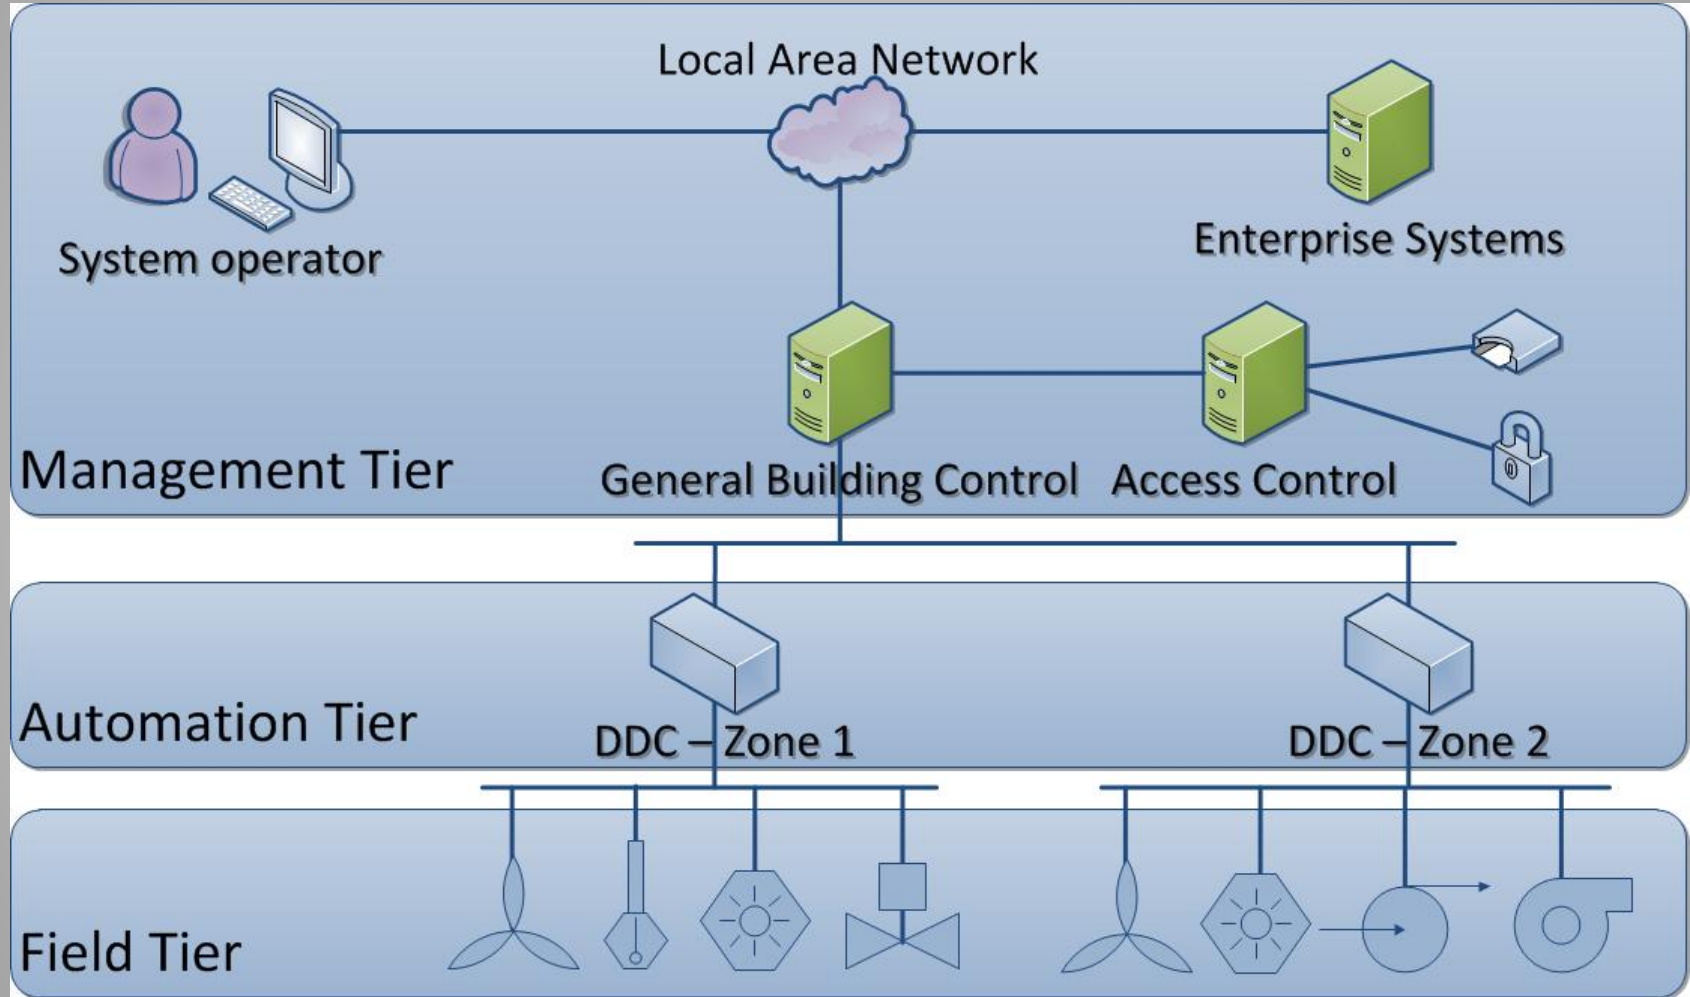 Local Area Network
System operator
Enterprise Systems
Management Tier
General Building Control
Access Control
Automation Tier
DDC – Zone 1
DDC – Zone 2
Field Tier